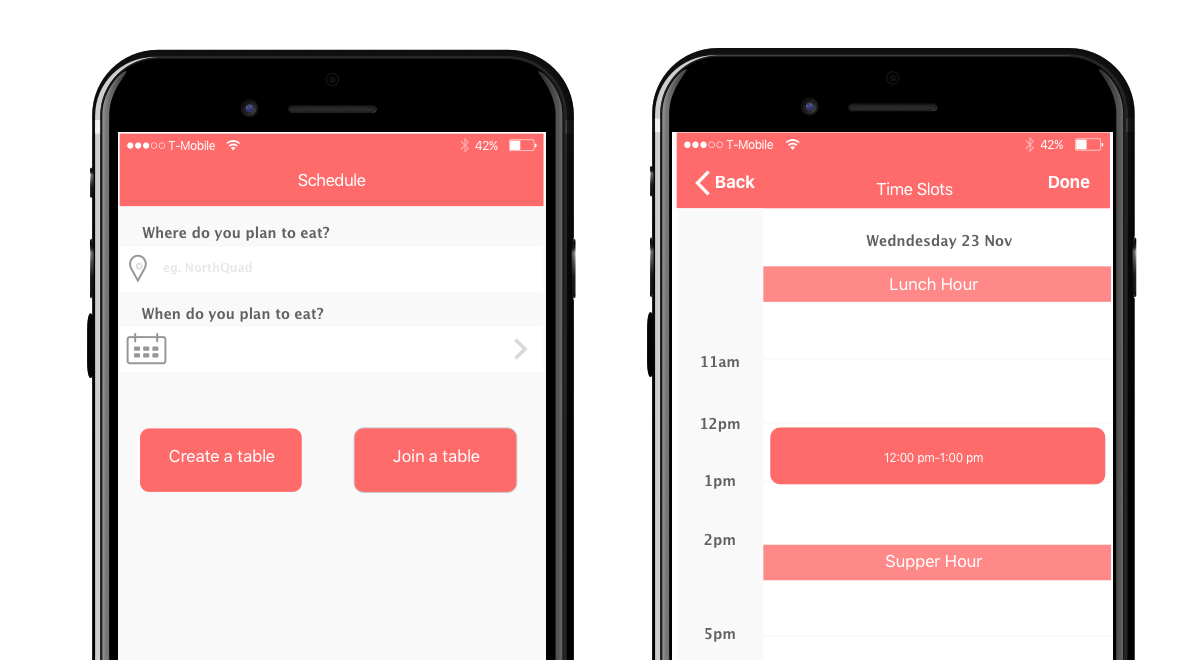 T-Mobile 42%
Schedule
Where do you plan to eat?
eg. NorthQuad
When do you plan to eat?
Create a table
Join a table
T-Mobile 42%
Back
Time Slots
Done
Wedndesday 23 Nov
Lunch Hour
11am
12pm
12:00 pm-1:00 pm
1pm
2pm
Supper Hour
5pm